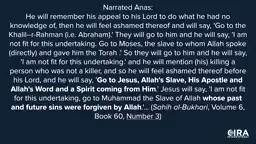 Narrated Anas:
He will remember his appeal to his Lord to do what he had no
knowledge of, then he will feel ashamed thereof and will say, 'Go to the
Khalil--r-Rahman (i.e. Abraham).' They will go to him and he will say, 'I am
not fit for this undertaking. Go to Moses, the slave to whom Allah spoke
(directly) and gave him the Torah .' So they will go to him and he will say,
'I am not fit for this undertaking.' and he will mention (his) killing a
person who was not a killer, and so he will feel ashamed thereof before
his Lord, and he will say, 'Go to Jesus, Allah's Slave, His Apostle and
Allah's Word and a Spirit coming from Him.' Jesus will say, 'I am not fit
for this undertaking, go to Muhammad the Slave of Allah whose past
and future sins were forgiven by Allah.'... (Sahih al-Bukhari, Volume 6,
Book 60, Number 3)
iERA